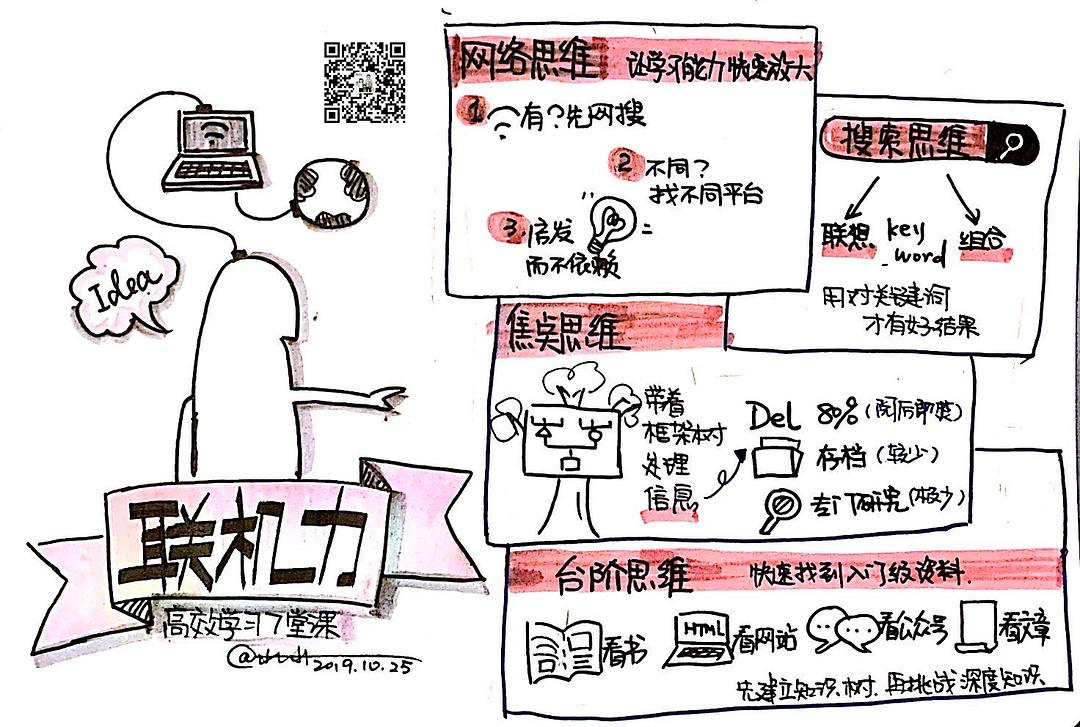 Idea
联机力
高效学习7堂课
2019.10.25
网络思维 让学习能力快速放大
1 有?先网搜
2 不同?
找不同平台
3 启发
而不依赖
搜索思维
联想 key word 组合
用对关键词
才有好结果
焦点思维
带着
框架树
处理
信息
Del 80% (阅后即焚)
存档 (较少)
专门研究 (极少)
台阶思维 快速找到入门级资料.
看书
HTML 看网站
看公众号
看文章
先建立知识树.再挑战深度知识